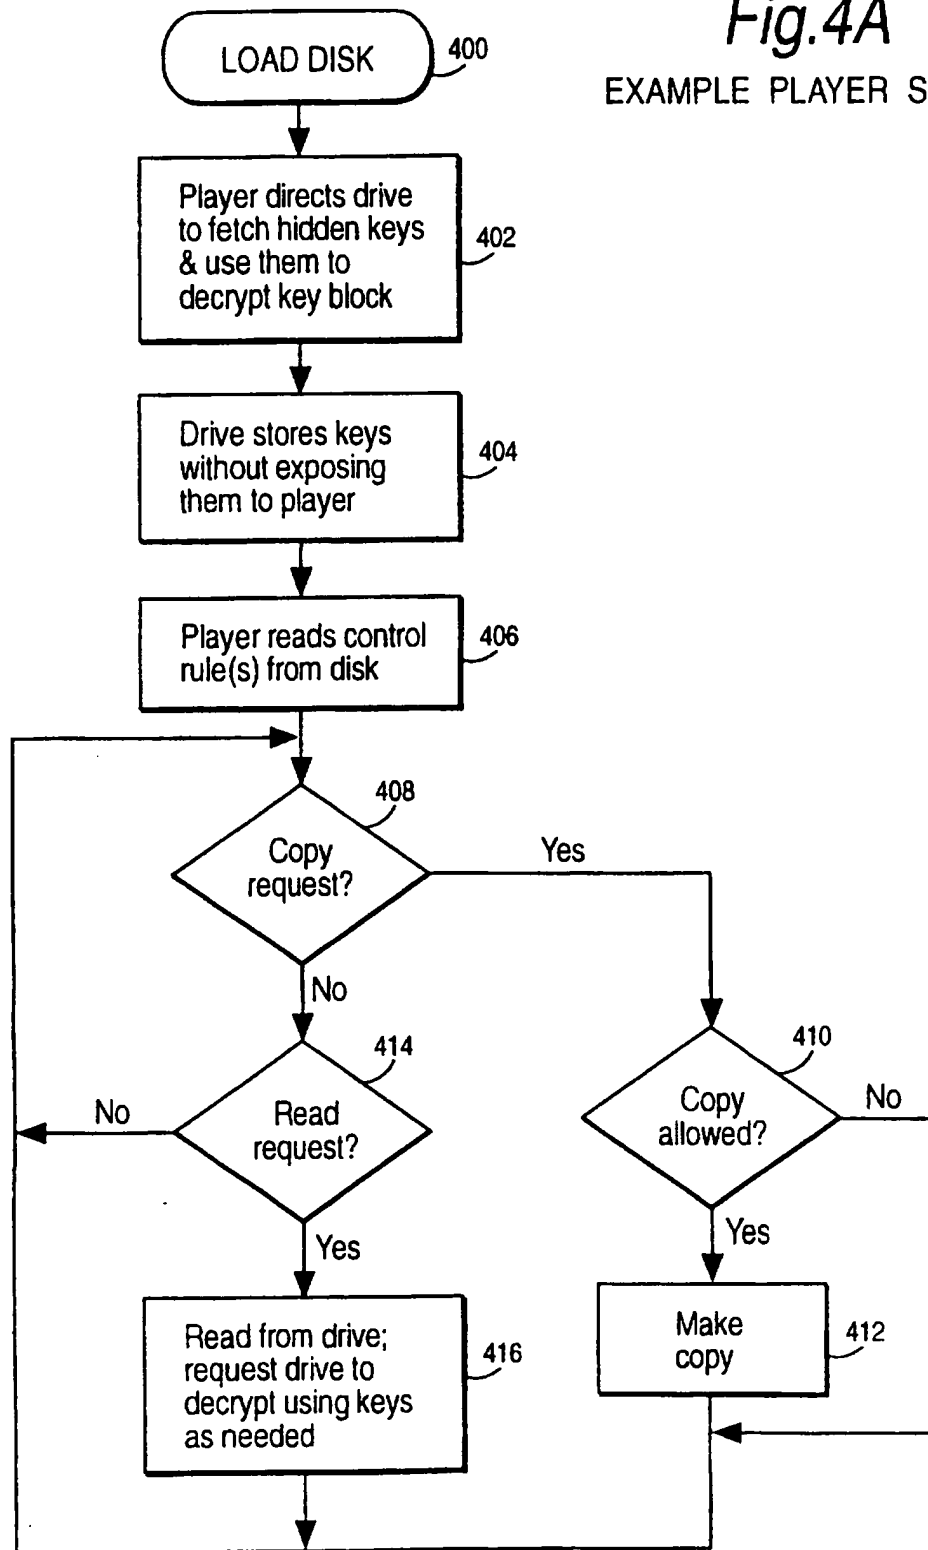 Fig.4A
EXAMPLE PLAYER S
LOAD DISK
400
Player directs drive
to fetch hidden keys
& use them to
decrypt key block
402
Drive stores keys
without exposing
them to player
404
Player reads control
rule(s) from disk
406
Copy
request?
408
Yes
No
Read
request?
414
No
Yes
Copy
allowed?
410
No
Yes
Read from drive;
request drive to
decrypt using keys
as needed
416
Make
copy
412